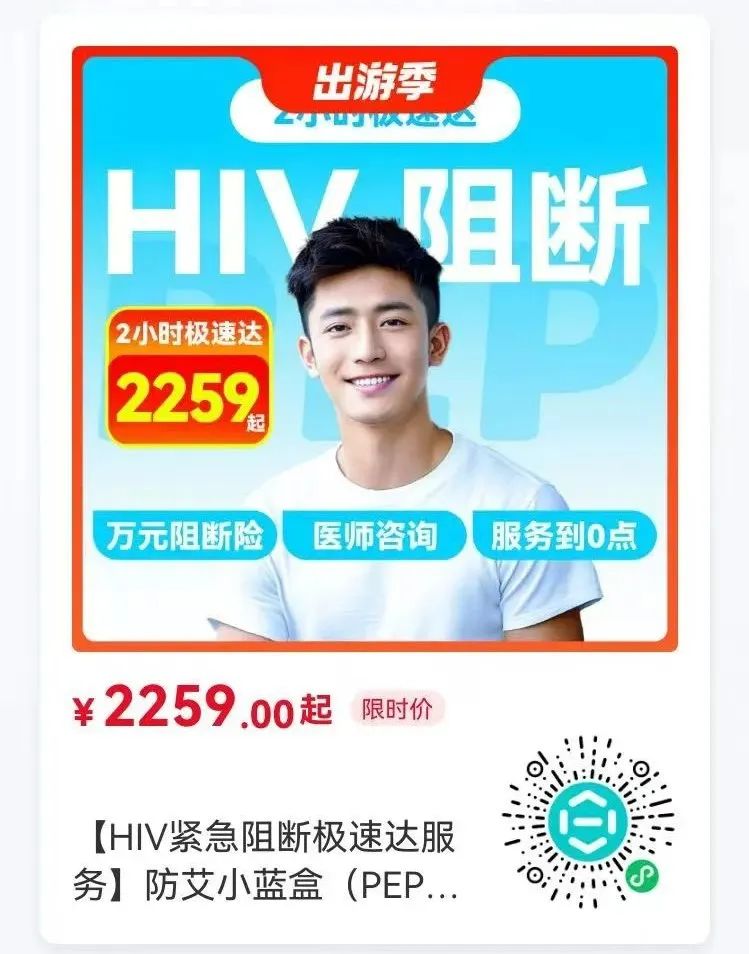 出游季
2小时极速达
HIV 阻断
PEP
2小时极速达
2259起
万元阻断险
医师咨询
服务到0点
¥2259.00起 限时价
【HIV紧急阻断极速达服
务】防艾小蓝盒（PEP...